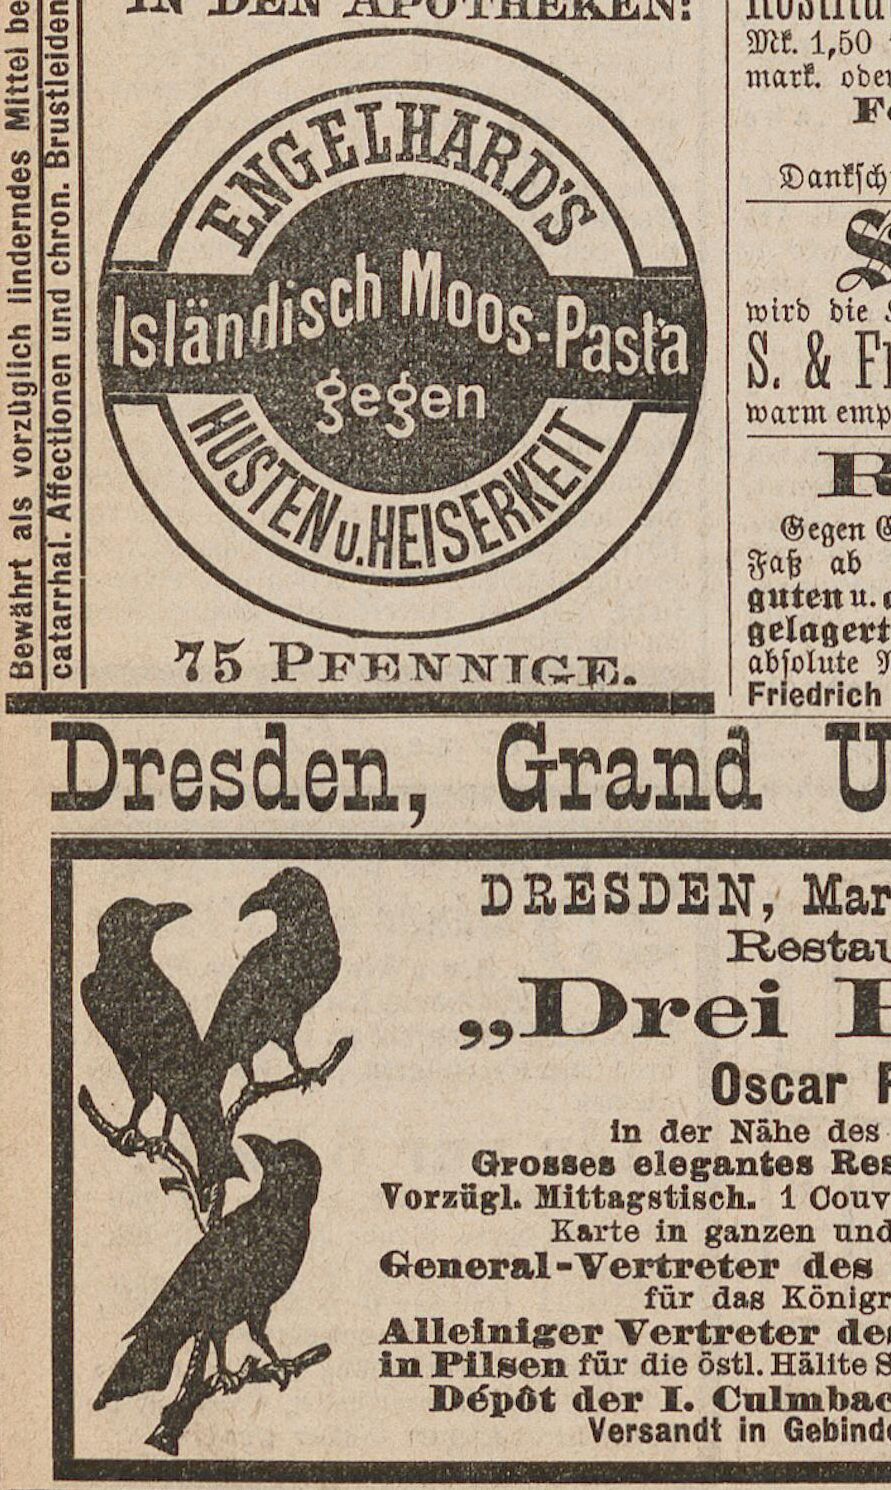 Bewährt als vorzüglich linderndes Mittel be
catarrhal. Affectionen und chron. Brustleiden
IN DEN APOTHEKEN:
ENGELHARD'S
Isländisch Moos-Pasta
gegen
HUSTEN u. HEISERKEIT
75 PFENNIGE.
Mk. 1,50
mark. oder
Danksch
wird die
S. & F
warm emp
R
Gegen
Faß ab
guten u.
gelagert
absolute
Friedrich
Dresden, Grand U
DRESDEN, Mar
Restau
„Drei
Oscar
in der Nähe des
Grosses elegantes Res
Vorzügl. Mittagstisch. 1 Couv
Karte in ganzen und
General-Vertreter des
für das Königr
Alleiniger Vertreter de
in Pilsen für die östl. Hälfte S
Dépôt der I. Culmbac
Versandt in Gebind